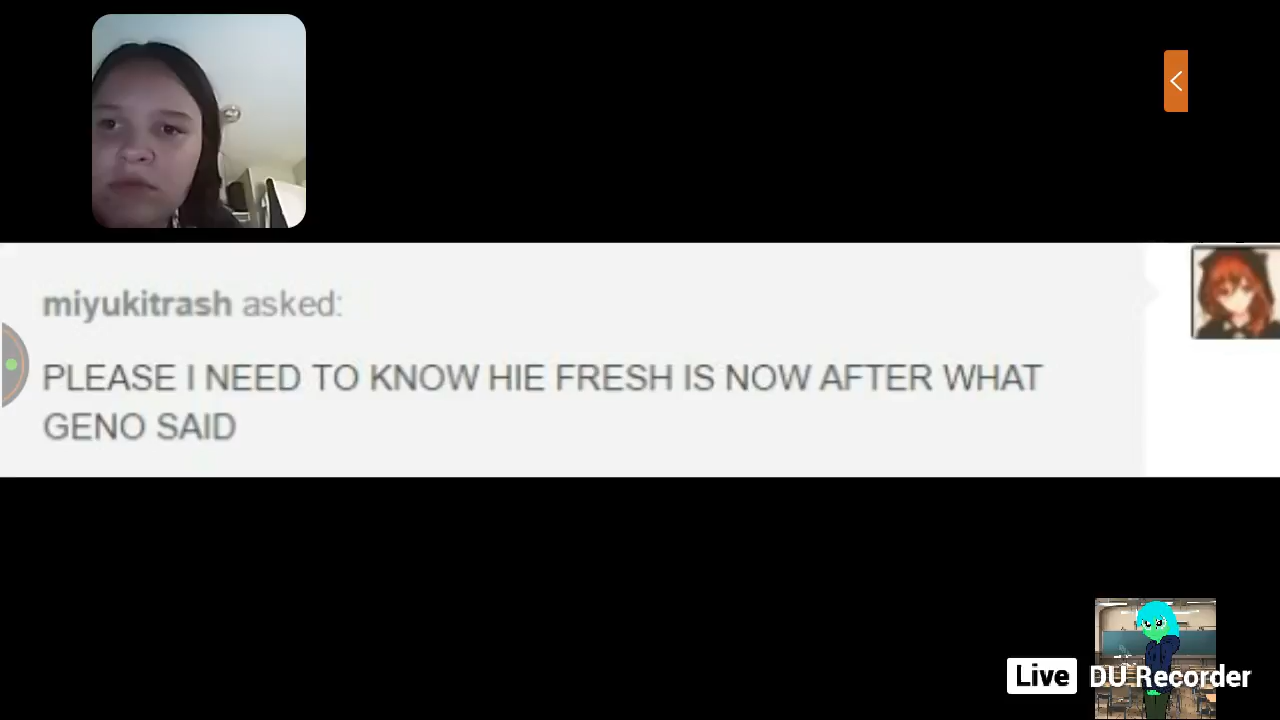 miyukitrash asked:
PLEASE I NEED TO KNOW HIE FRESH IS NOW AFTER WHAT
GENO SAID
Live DU Recorder